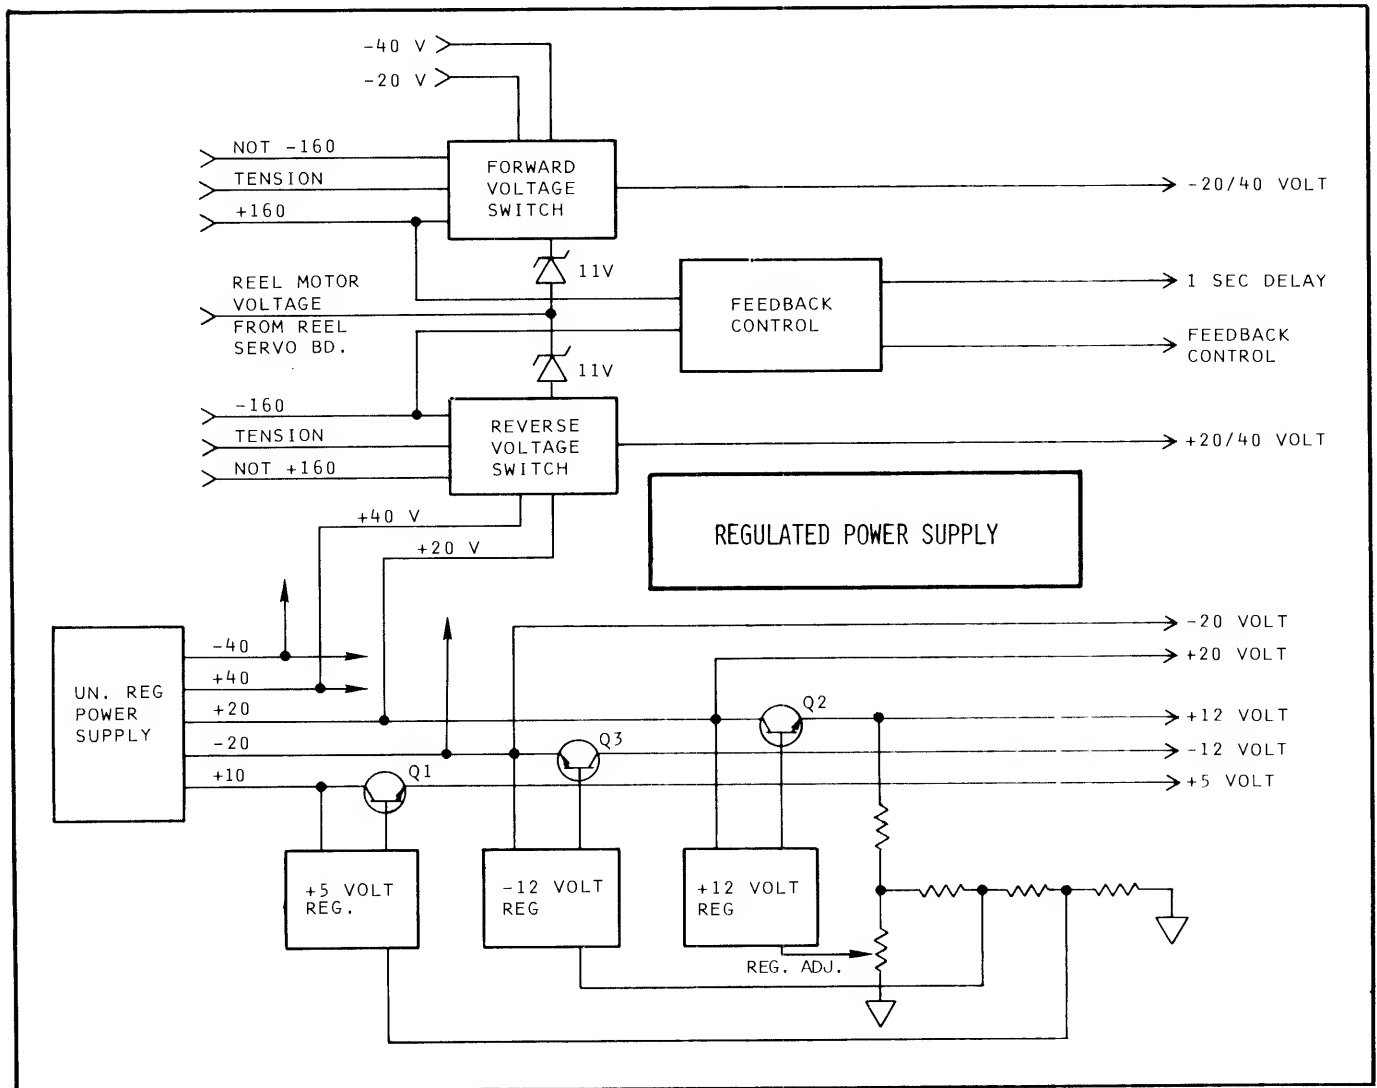 -40 V
-20 V
NOT -160
TENSION
+160
FORWARD
VOLTAGE
SWITCH
-20/40 VOLT
11V
REEL MOTOR
VOLTAGE
FROM REEL
SERVO BD.
FEEDBACK
CONTROL
1 SEC DELAY
FEEDBACK
CONTROL
11V
-160
TENSION
NOT +160
REVERSE
VOLTAGE
SWITCH
+20/40 VOLT
+40 V
+20 V
REGULATED POWER SUPPLY
UN. REG
POWER
SUPPLY
-40
+40
+20
-20
+10
-20 VOLT
+20 VOLT
Q2
+12 VOLT
Q3
-12 VOLT
Q1
+5 VOLT
+5 VOLT
REG.
-12 VOLT
REG
+12 VOLT
REG
REG. ADJ.